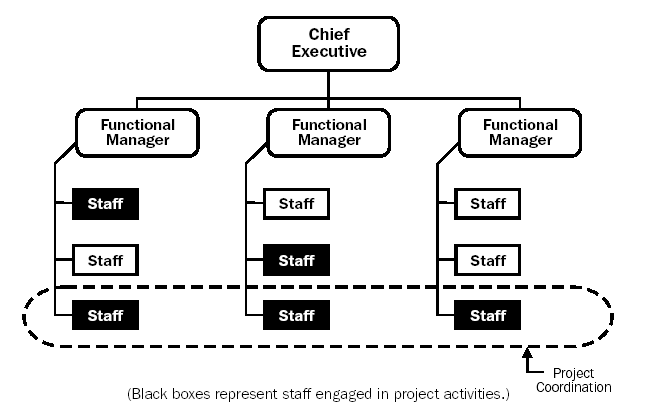 Chief
Executive
Functional
Manager
Functional
Manager
Functional
Manager
Staff
Staff
Staff
Staff
Staff
Staff
Staff
Staff
Staff
Project
Coordination
(Black boxes represent staff engaged in project activities.)